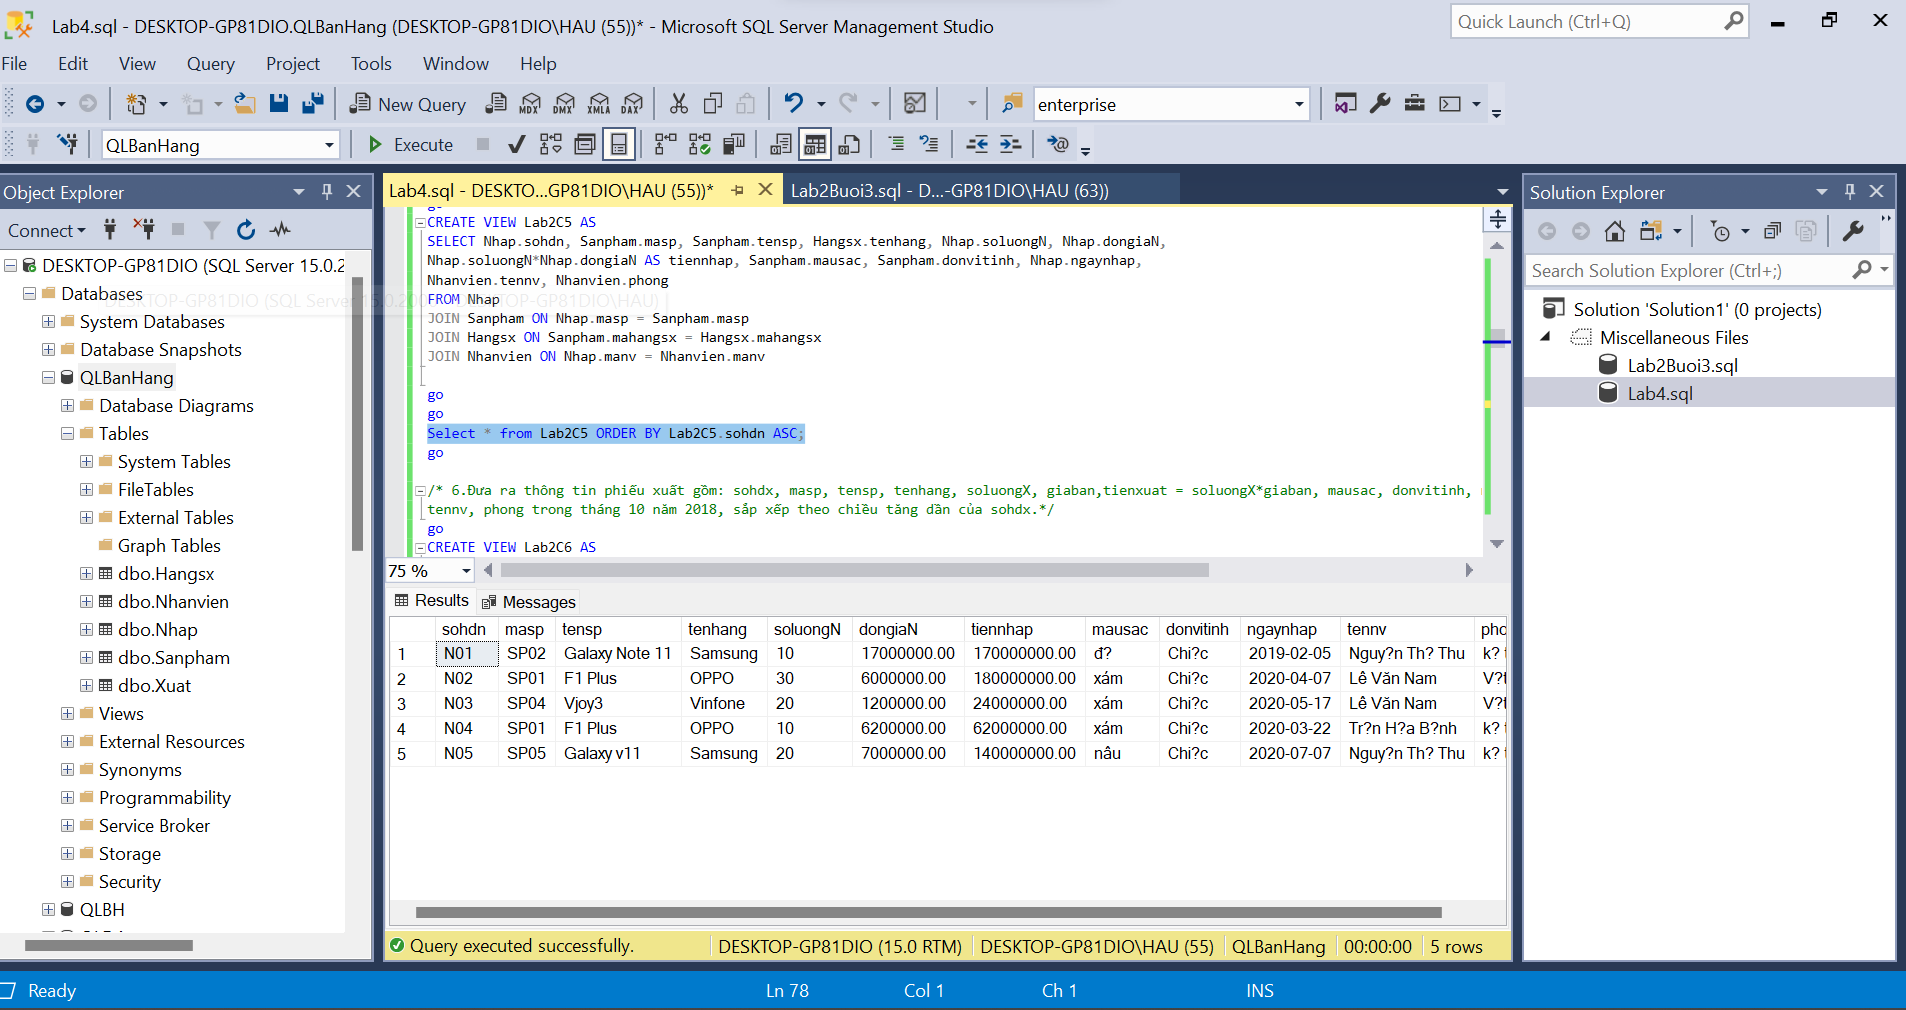 Lab4.sql - DESKTOP-GP81DIO.QLBanHang (DESKTOP-GP81DIO\HAU (55))* - Microsoft SQL Server Management Studio
Quick Launch (Ctrl+Q)
File Edit View Query Project Tools Window Help
New Query
MDX DMX XMLA DAX
enterprise
QLBanHang
Execute
Object Explorer
Connect
DESKTOP-GP81DIO (SQL Server 15.0.2
Databases
System Databases
Database Snapshots
QLBanHang
Database Diagrams
Tables
System Tables
FileTables
External Tables
Graph Tables
dbo.Hangsx
dbo.Nhanvien
dbo.Nhap
dbo.Sanpham
dbo.Xuat
Views
External Resources
Synonyms
Programmability
Service Broker
Storage
Security
QLBH
Lab4.sql - DESKTO...GP81DIO\HAU (55))*
Lab2Buoi3.sql - D...-GP81DIO\HAU (63))
go
CREATE VIEW Lab2C5 AS
SELECT Nhap.sohdn, Sanpham.masp, Sanpham.tensp, Hangsx.tenhang, Nhap.soluongN, Nhap.dongiaN,
Nhap.soluongN*Nhap.dongiaN AS tiennhap, Sanpham.mausac, Sanpham.donvitinh, Nhap.ngaynhap,
Nhanvien.tennv, Nhanvien.phong
FROM Nhap
JOIN Sanpham ON Nhap.masp = Sanpham.masp
JOIN Hangsx ON Sanpham.mahangsx = Hangsx.mahangsx
JOIN Nhanvien ON Nhap.manv = Nhanvien.manv
go
go
Select * from Lab2C5 ORDER BY Lab2C5.sohdn ASC;
go
/* 6.Đưa ra thông tin phiếu xuất gồm: sohdx, masp, tensp, tenhang, soluongX, giaban,tienxuat = soluongX*giaban, mausac, donvitinh,
tennv, phong trong tháng 10 năm 2018, sắp xếp theo chiều tăng dần của sohdx.*/
go
CREATE VIEW Lab2C6 AS
75 %
Results Messages
sohdn masp tensp tenhang soluongN dongiaN tiennhap mausac donvitinh ngaynhap tennv pho
1 N01 SP02 Galaxy Note 11 Samsung 10 17000000.00 170000000.00 đ? Chi?c 2019-02-05 Nguy?n Th? Thu k? t
2 N02 SP01 F1 Plus OPPO 30 6000000.00 180000000.00 xám Chi?c 2020-04-07 Lê Văn Nam V?t
3 N03 SP04 Vjoy3 Vinfone 20 1200000.00 24000000.00 xám Chi?c 2020-05-17 Lê Văn Nam V?t
4 N04 SP01 F1 Plus OPPO 10 6200000.00 62000000.00 xám Chi?c 2020-03-22 Tr?n H?a B?nh k? t
5 N05 SP05 Galaxy v11 Samsung 20 7000000.00 140000000.00 nâu Chi?c 2020-07-07 Nguy?n Th? Thu k? t
Query executed successfully.
DESKTOP-GP81DIO (15.0 RTM) DESKTOP-GP81DIO\HAU (55) QLBanHang 00:00:00 5 rows
Solution Explorer
Search Solution Explorer (Ctrl+;)
Solution 'Solution1' (0 projects)
Miscellaneous Files
Lab2Buoi3.sql
Lab4.sql
Ready Ln 78 Col 1 Ch 1 INS